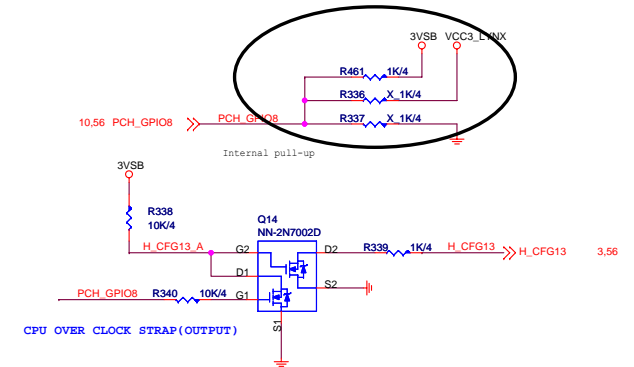 3VSB VCC3_LYNX
R461 1K/4
R336 X_1K/4
10,56 PCH_GPIO8 PCH_GPIO8 R337 X_1K/4
Internal pull-up
3VSB
R338
10K/4
Q14
NN-2N7002D
H_CFG13_A G2 D2 R339 1K/4 H_CFG13 H_CFG13 3,56
D1
S2
PCH_GPIO8 R340 10K/4 G1
S1
CPU OVER CLOCK STRAP(OUTPUT)